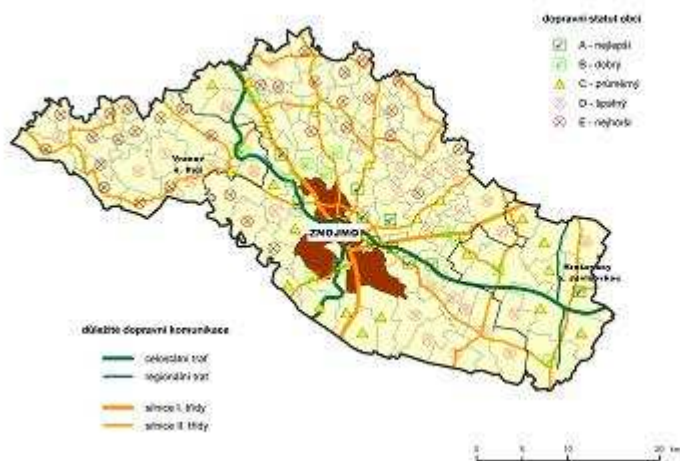 dopravní statut obcí
A - nejlepší
B - dobrý
C - průměrný
D - špatný
E - nejhorší
Vranov
n. Dyjí
ZNOJMO
Hrušovany
n. Jevišovkou
důležité dopravní komunikace
celostátní trať
regionální trať
silnice I. třídy
silnice II. třídy
0 5 10 20 km